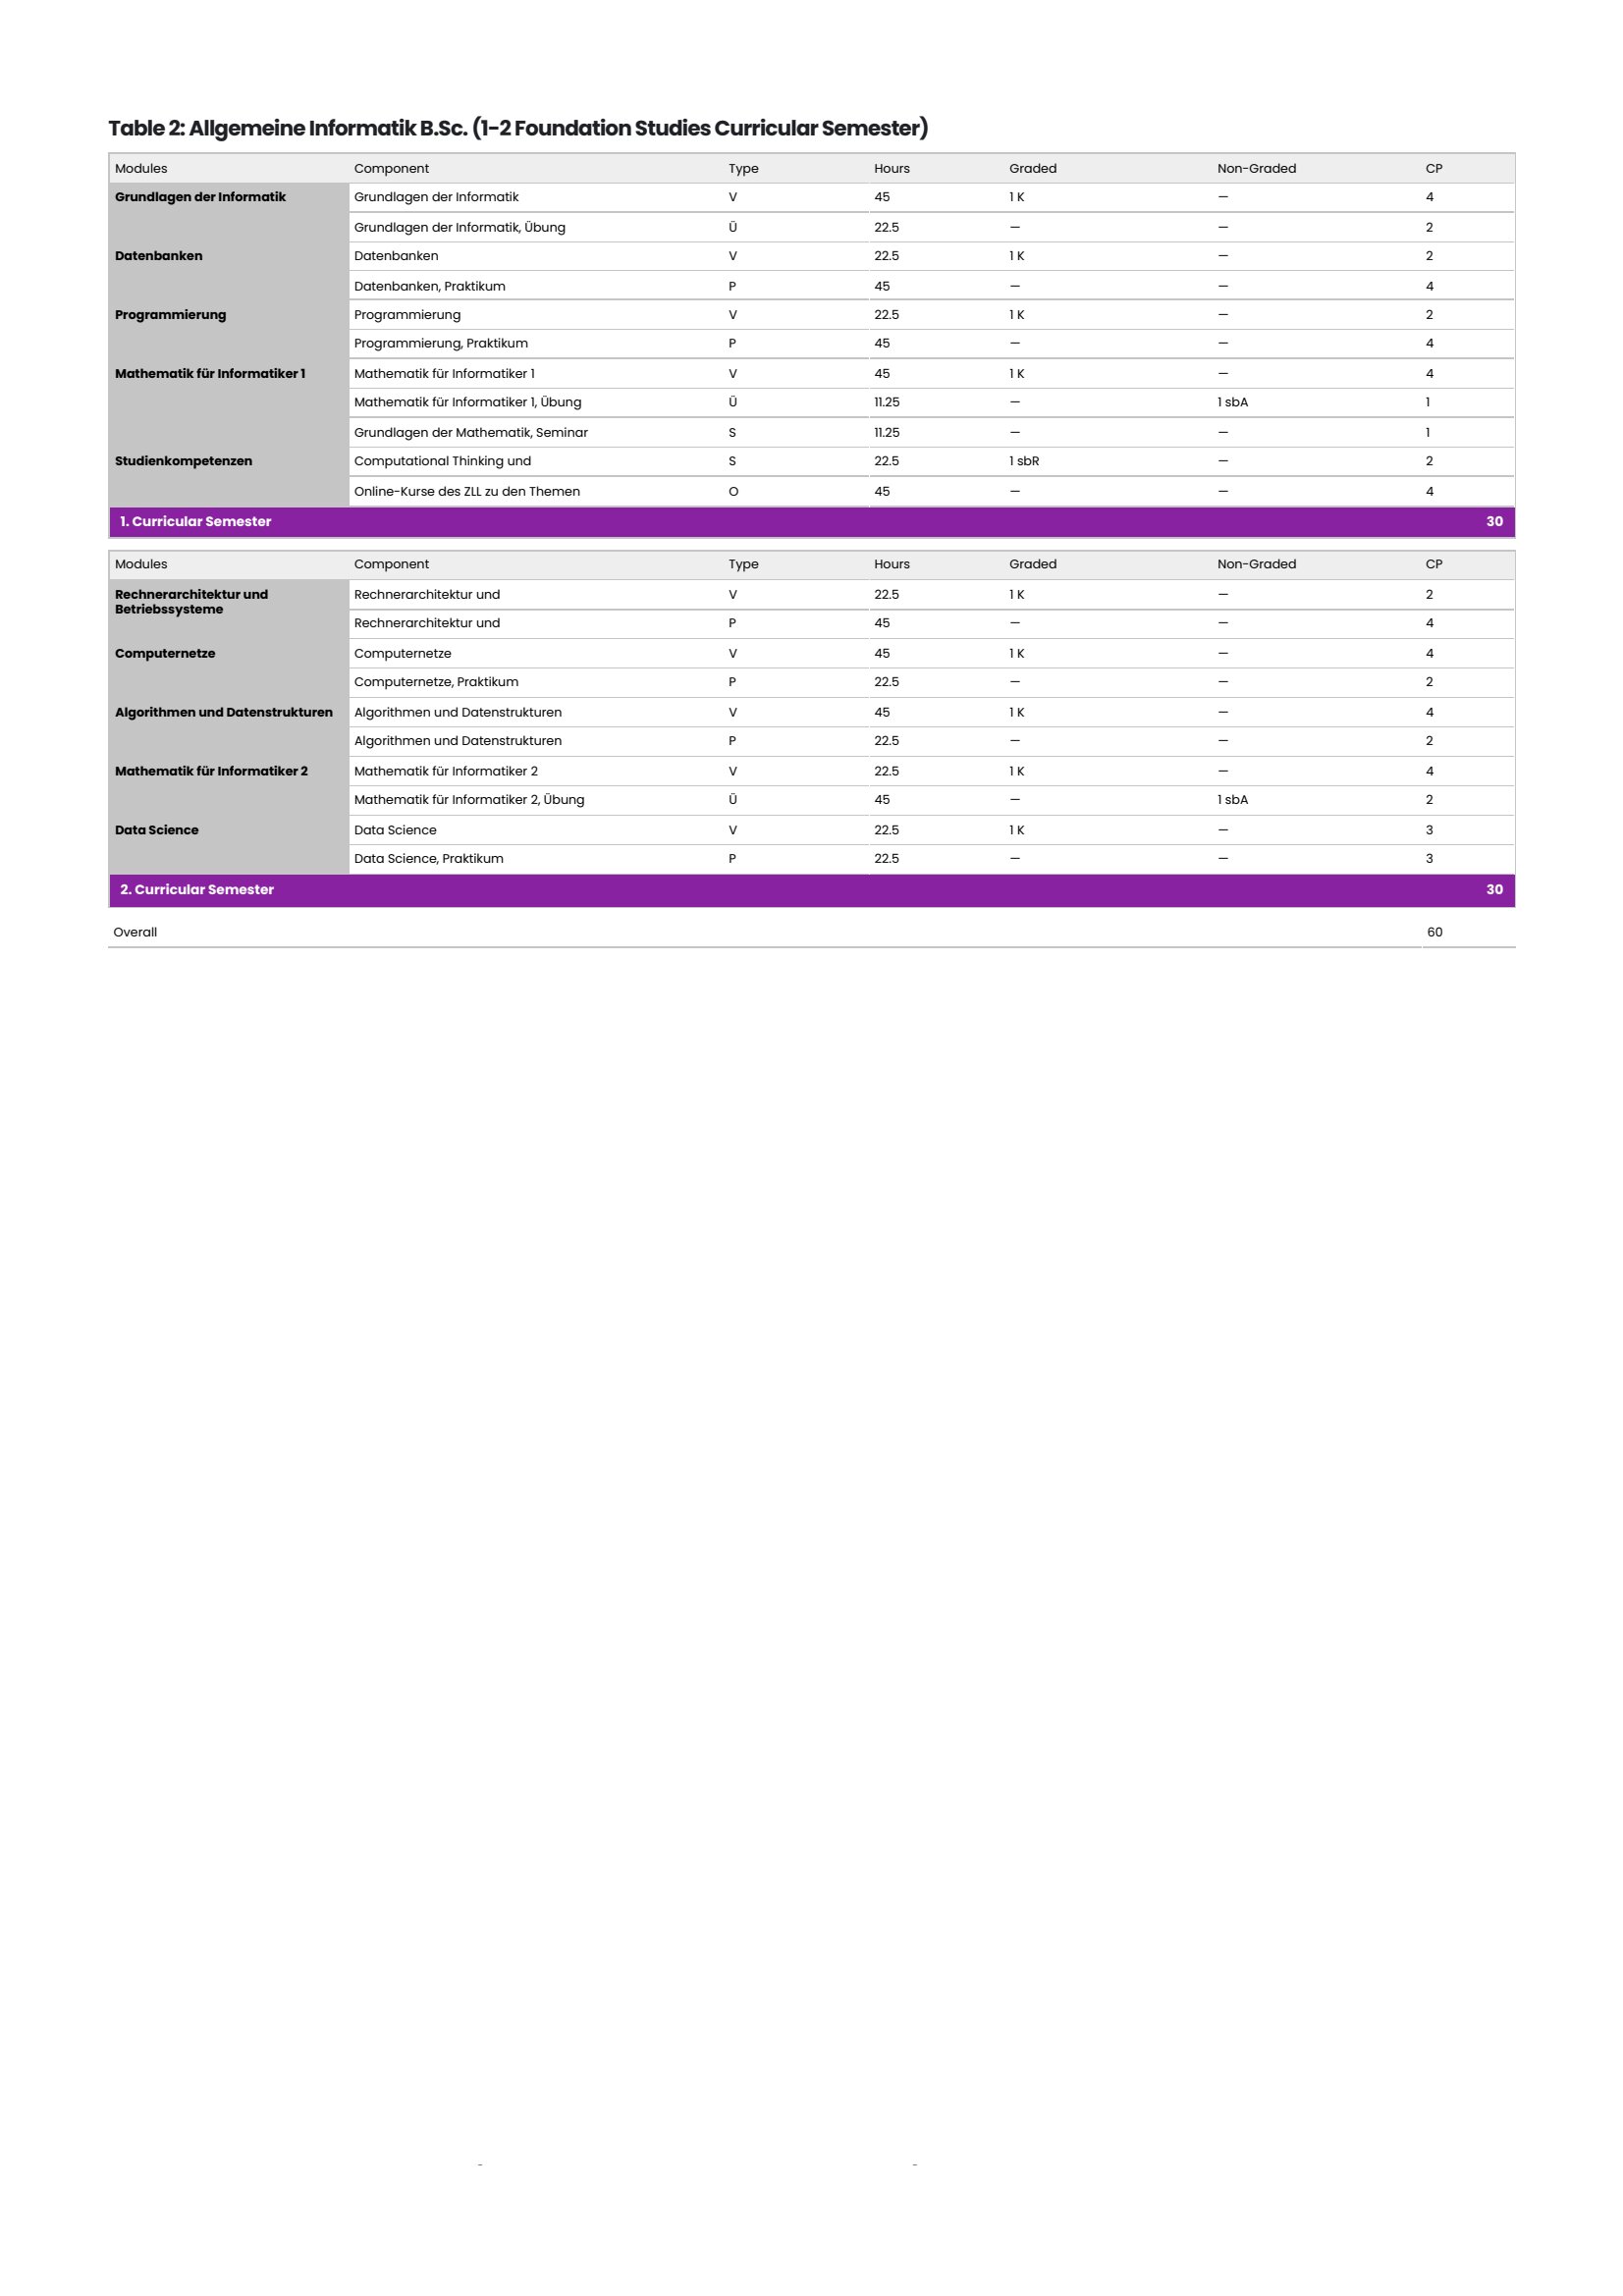 Table 2: Allgemeine Informatik B.Sc. (1-2 Foundation Studies Curricular Semester)
Modules Component Type Hours Graded Non-Graded CP
Grundlagen der Informatik Grundlagen der Informatik V 45 1 K — 4
Grundlagen der Informatik, Übung Ü 22.5 — — 2
Datenbanken Datenbanken V 22.5 1 K — 2
Datenbanken, Praktikum P 45 — — 4
Programmierung Programmierung V 22.5 1 K — 2
Programmierung, Praktikum P 45 — — 4
Mathematik für Informatiker 1 Mathematik für Informatiker 1 V 45 1 K — 4
Mathematik für Informatiker 1, Übung Ü 11.25 — 1 sbA 1
Grundlagen der Mathematik, Seminar S 11.25 — — 1
Studienkompetenzen Computational Thinking und S 22.5 1 sbR — 2
Online-Kurse des ZLL zu den Themen O 45 — — 4
1. Curricular Semester 30
Modules Component Type Hours Graded Non-Graded CP
Rechnerarchitektur und Rechnerarchitektur und V 22.5 1 K — 2
Betriebssysteme
Rechnerarchitektur und P 45 — — 4
Computernetze Computernetze V 45 1 K — 4
Computernetze, Praktikum P 22.5 — — 2
Algorithmen und Datenstrukturen Algorithmen und Datenstrukturen V 45 1 K — 4
Algorithmen und Datenstrukturen P 22.5 — — 2
Mathematik für Informatiker 2 Mathematik für Informatiker 2 V 22.5 1 K — 4
Mathematik für Informatiker 2, Übung Ü 45 — 1 sbA 2
Data Science Data Science V 22.5 1 K — 3
Data Science, Praktikum P 22.5 — — 3
2. Curricular Semester 30
Overall 60